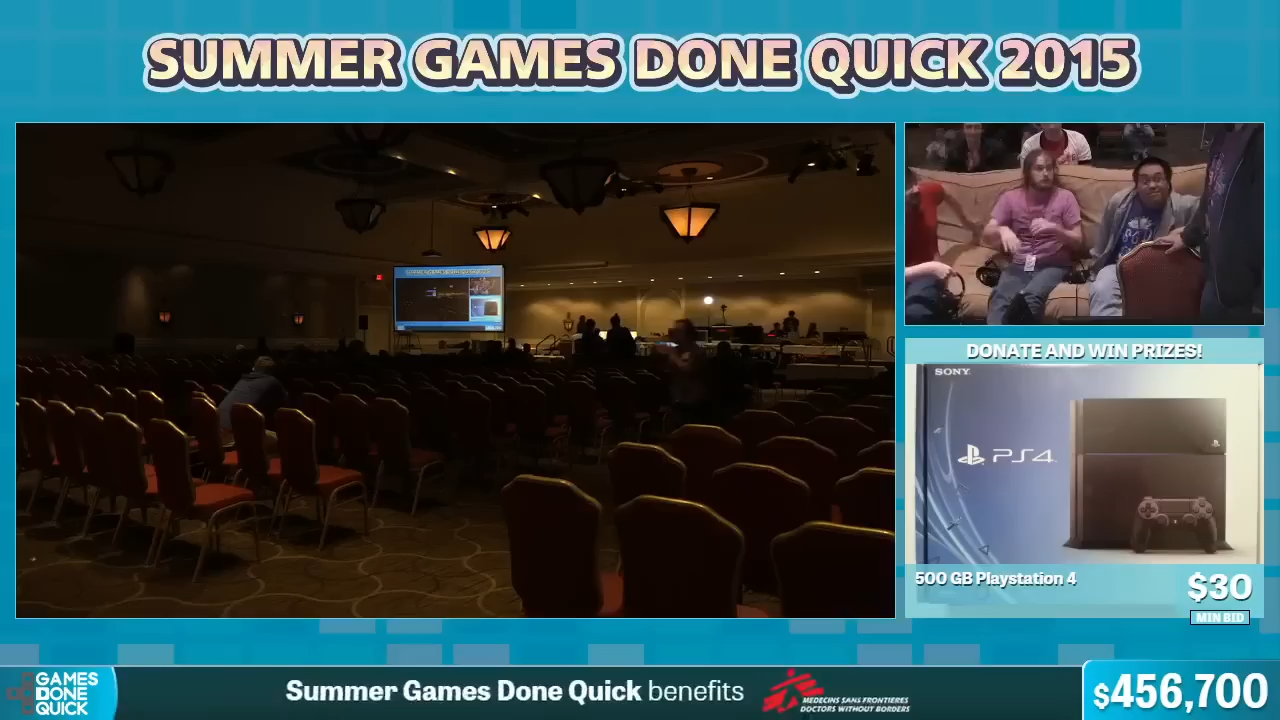 SUMMER GAMES DONE QUICK 2015
DONATE AND WIN PRIZES!
SONY
PS4
500 GB Playstation 4
$30
MIN BID
GAMES
DONE
QUICK
Summer Games Done Quick benefits
MEDECINS SANS FRONTIERES
DOCTORS WITHOUT BORDERS
$456,700